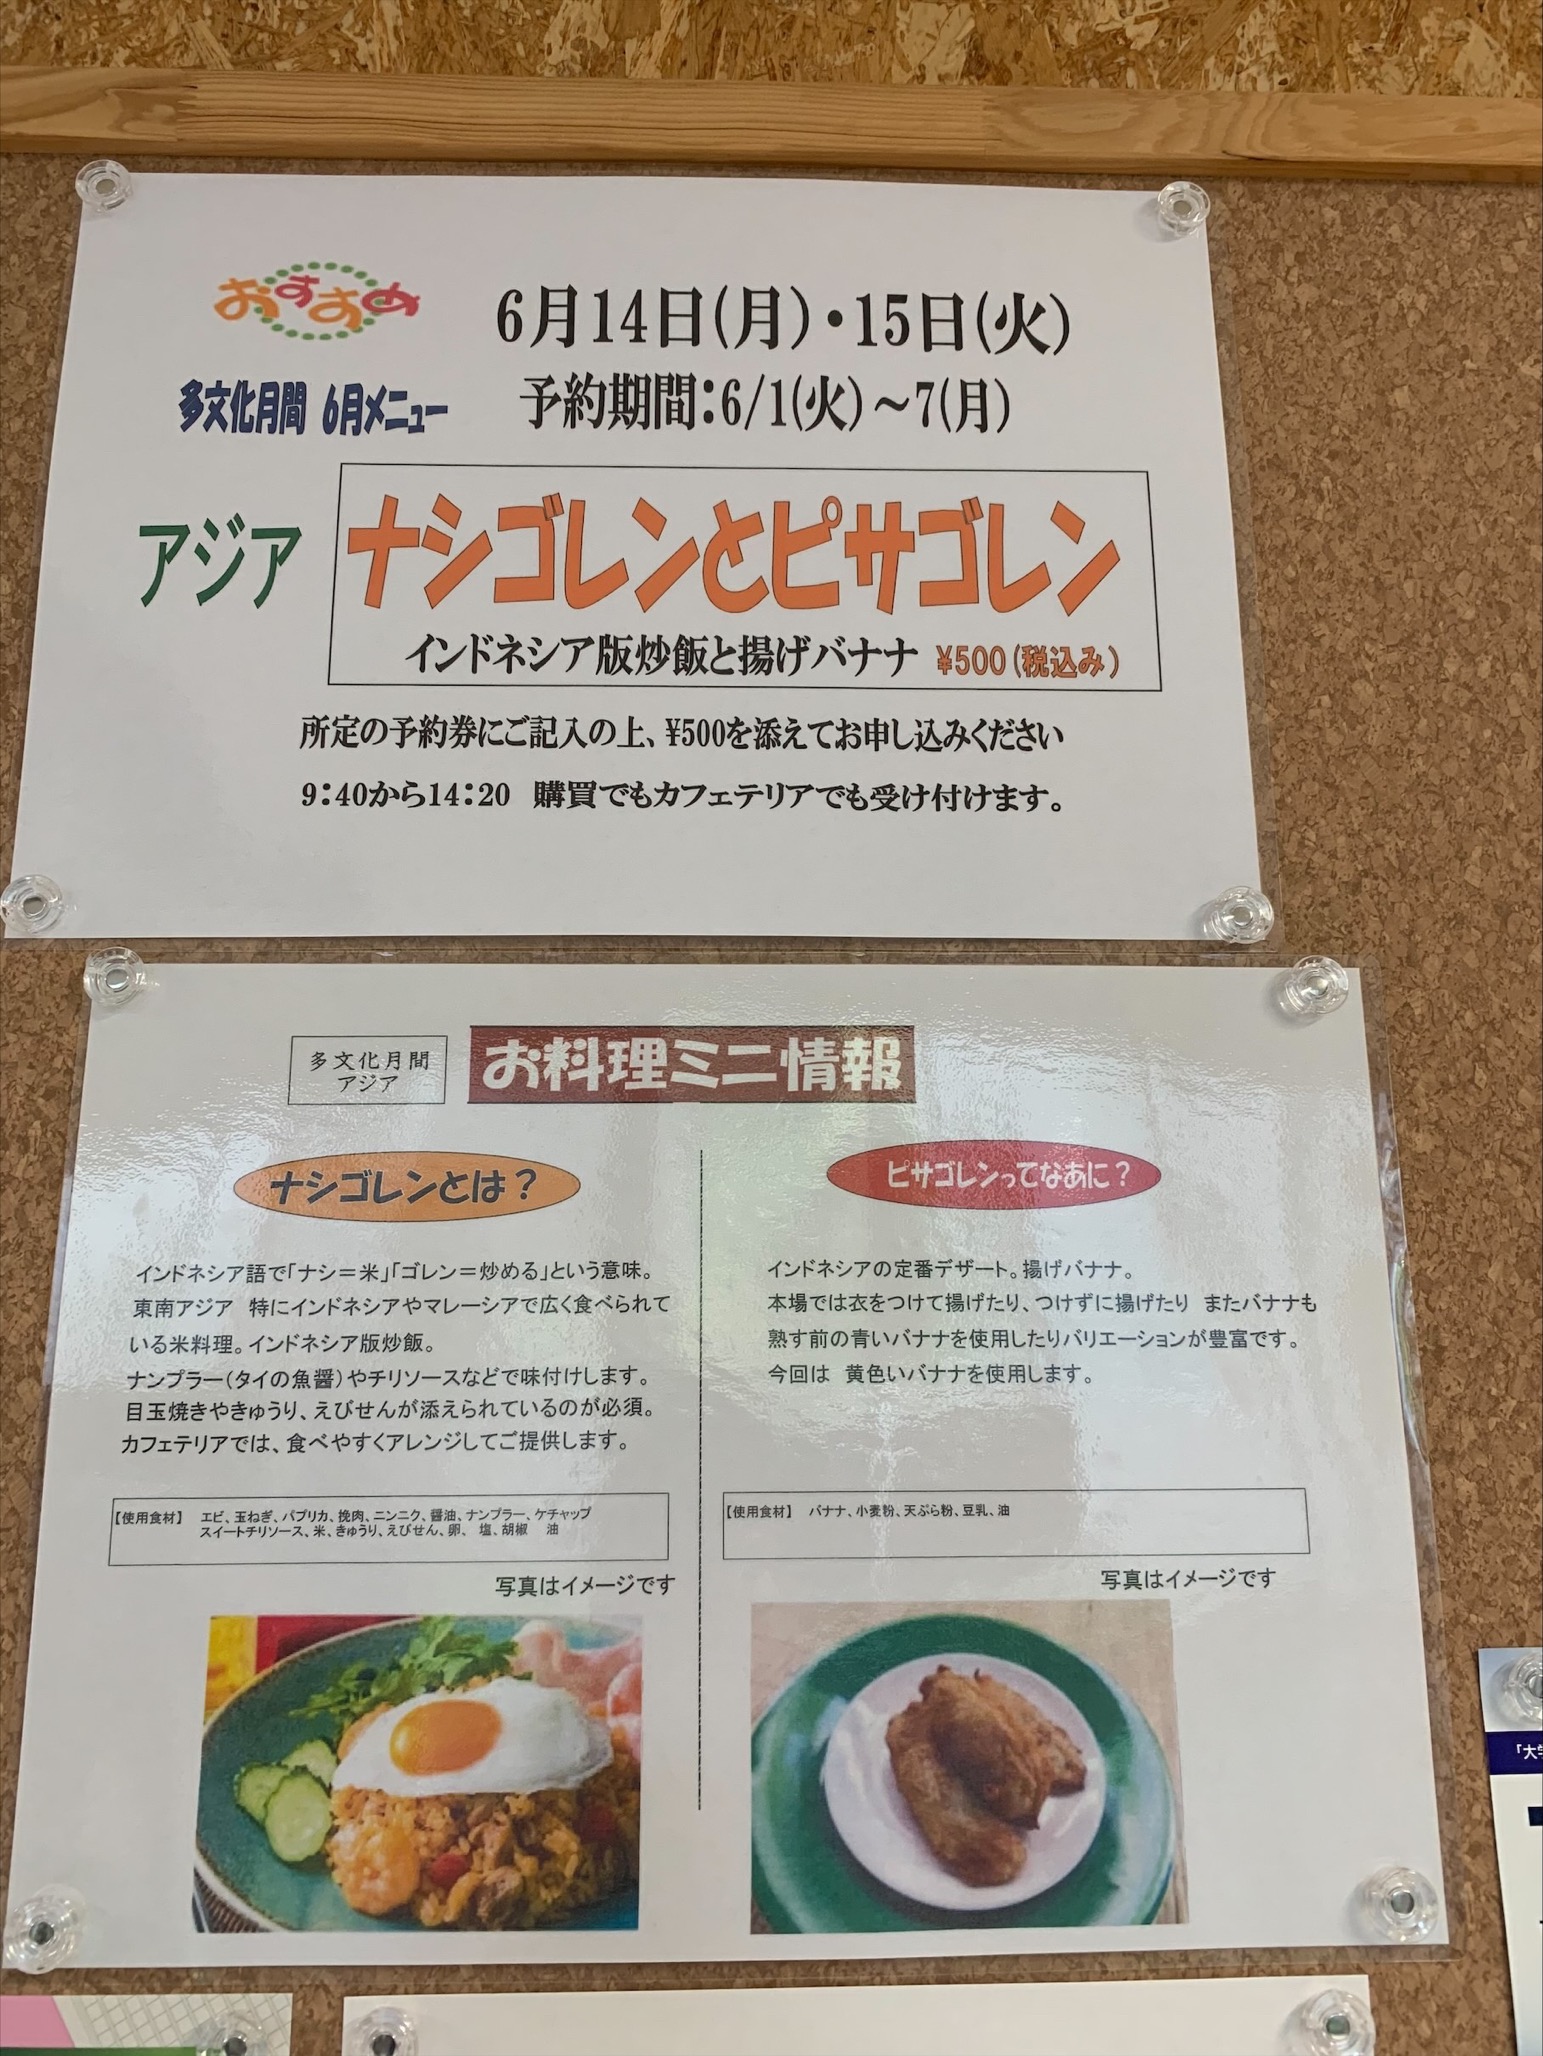 おすすめ
6月14日(月)・15日(火)
多文化月間 6月メニュー
予約期間：6/1(火)～7(月)
アジア
ナシゴレンとピサゴレン
インドネシア版炒飯と揚げバナナ ¥500(税込み)
所定の予約券にご記入の上、¥500を添えてお申し込みください
9：40から14：20 購買でもカフェテリアでも受け付けます。
多文化月間
アジア
お料理ミニ情報
ナシゴレンとは？
インドネシア語で「ナシ＝米」「ゴレン＝炒める」という意味。
東南アジア 特にインドネシアやマレーシアで広く食べられて
いる米料理。インドネシア版炒飯。
ナンプラー（タイの魚醤）やチリソースなどで味付けします。
目玉焼きやきゅうり、えびせんが添えられているのが必須。
カフェテリアでは、食べやすくアレンジしてご提供します。
【使用食材】 エビ、玉ねぎ、パプリカ、挽肉、ニンニク、醤油、ナンプラー、ケチャップ
スイートチリソース、米、きゅうり、えびせん、卵、 塩、胡椒 油
写真はイメージです
ピサゴレンってなあに？
インドネシアの定番デザート。揚げバナナ。
本場では衣をつけて揚げたり、つけずに揚げたり またバナナも
熟す前の青いバナナを使用したりバリエーションが豊富です。
今回は 黄色いバナナを使用します。
【使用食材】 バナナ、小麦粉、天ぷら粉、豆乳、油
写真はイメージです
「大